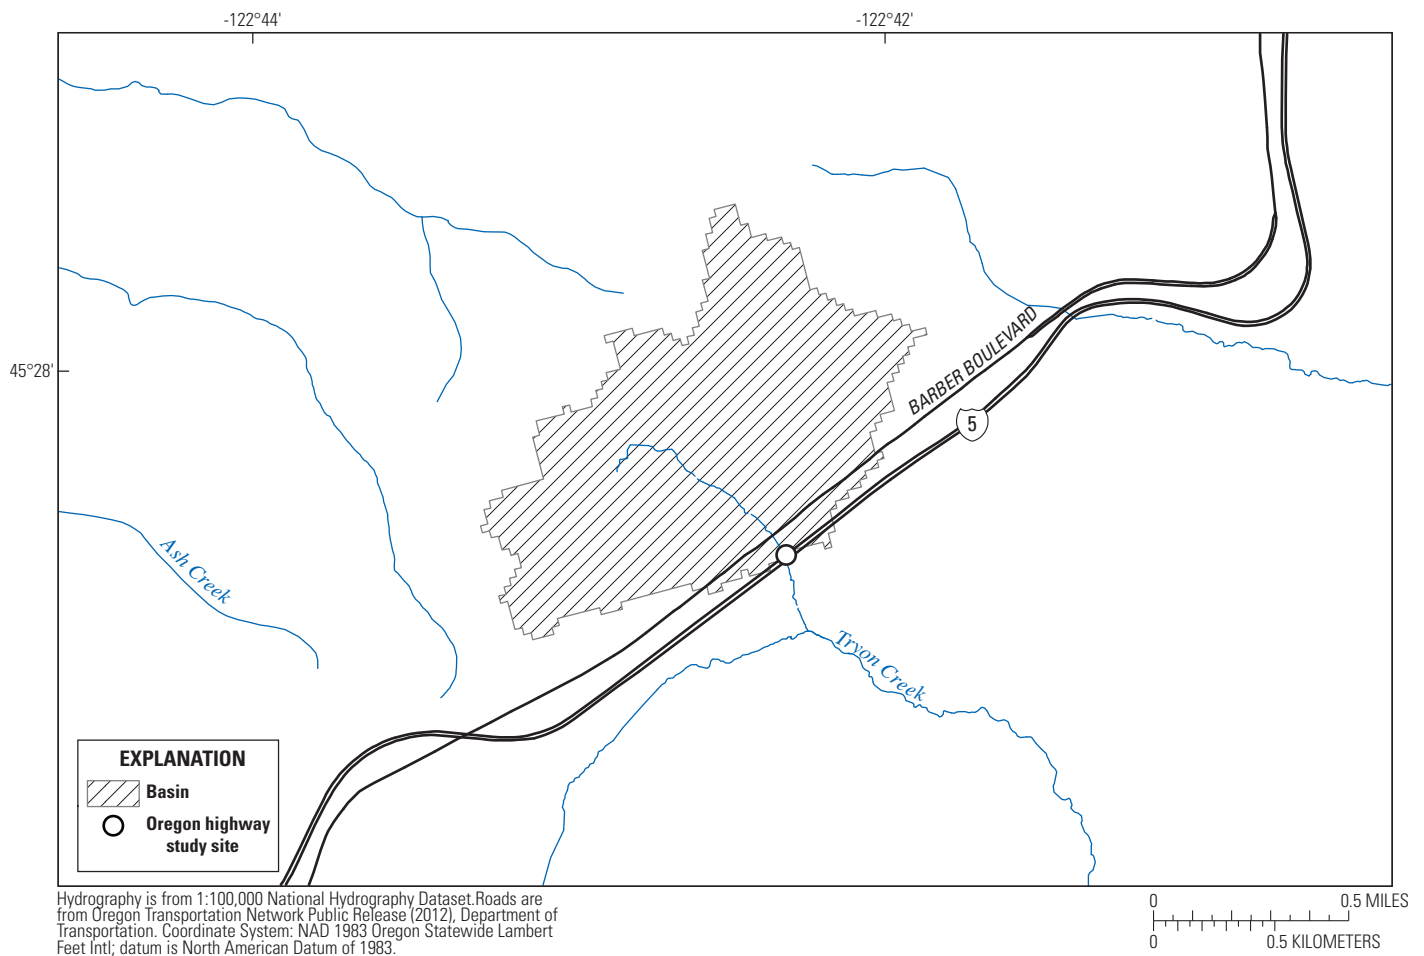 -122°44'
-122°42'
45°28'
BARBER BOULEVARD
5
Ash Creek
Tryon Creek
EXPLANATION
Basin
Oregon highway
study site
Hydrography is from 1:100,000 National Hydrography Dataset.Roads are
from Oregon Transportation Network Public Release (2012), Department of
Transportation. Coordinate System: NAD 1983 Oregon Statewide Lambert
Feet Intl; datum is North American Datum of 1983.
0 0.5 MILES
0 0.5 KILOMETERS